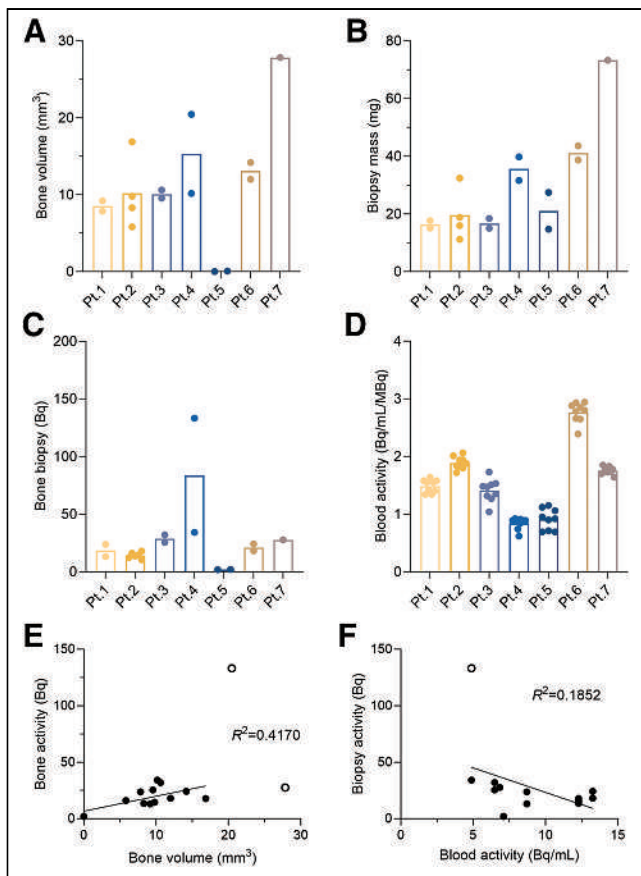 A
Bone volume (mm³)
30
20
10
0
Pt.1
Pt.2
Pt.3
Pt.4
Pt.5
Pt.6
Pt.7
B
Biopsy mass (mg)
80
60
40
20
0
Pt.1
Pt.2
Pt.3
Pt.4
Pt.5
Pt.6
Pt.7
C
Bone biopsy (Bq)
200
150
100
50
0
Pt.1
Pt.2
Pt.3
Pt.4
Pt.5
Pt.6
Pt.7
D
Blood activity (Bq/mL/MBq)
4
3
2
1
0
Pt.1
Pt.2
Pt.3
Pt.4
Pt.5
Pt.6
Pt.7
E
Bone activity (Bq)
150
100
50
0
R²=0.4170
0
10
20
30
Bone volume (mm³)
F
Biopsy activity (Bq)
150
100
50
0
R²=0.1852
0
5
10
15
Blood activity (Bq/mL)